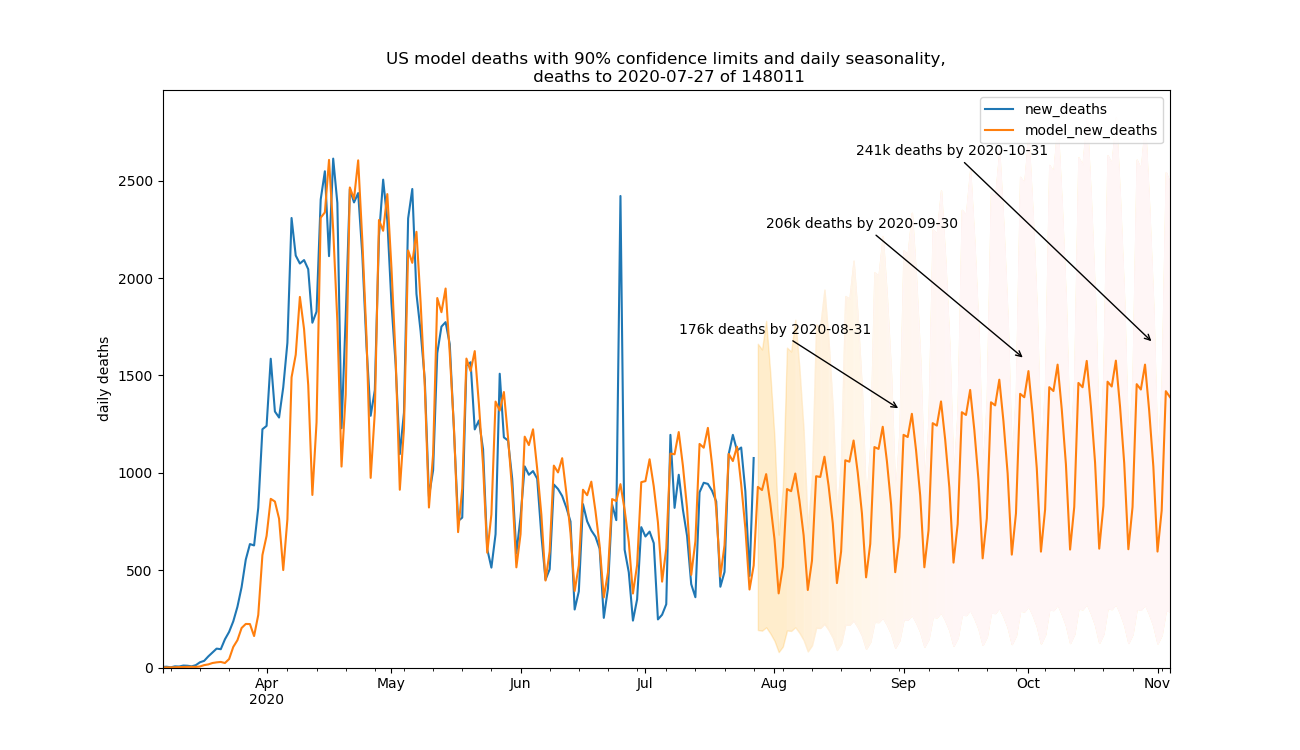 US model deaths with 90% confidence limits and daily seasonality,
deaths to 2020-07-27 of 148011
new_deaths
model_new_deaths
241k deaths by 2020-10-31
206k deaths by 2020-09-30
176k deaths by 2020-08-31
daily deaths
2500
2000
1500
1000
500
0
Apr May Jun Jul Aug Sep Oct Nov
2020